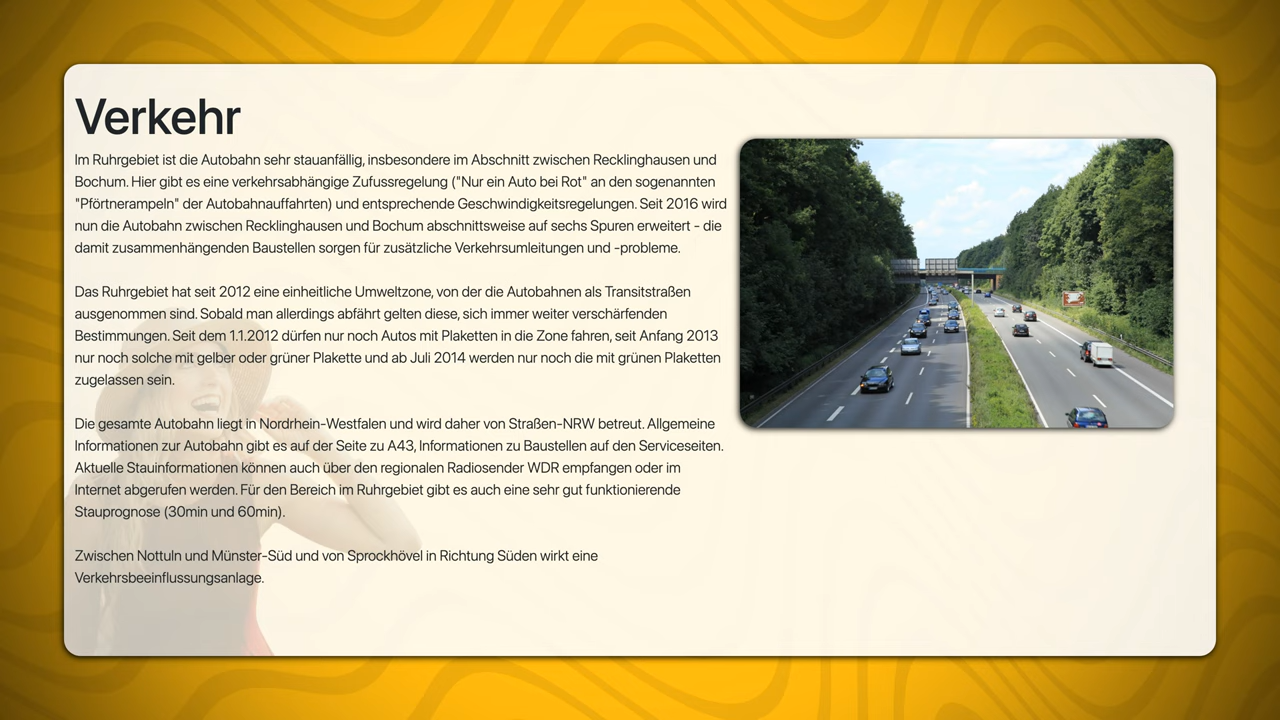 Verkehr
Im Ruhrgebiet ist die Autobahn sehr stauanfällig, insbesondere im Abschnitt zwischen Recklinghausen und
Bochum. Hier gibt es eine verkehrsabhängige Zufussregelung ("Nur ein Auto bei Rot" an den sogenannten
"Pförtnerampeln" der Autobahnauffahrten) und entsprechende Geschwindigkeitsregelungen. Seit 2016 wird
nun die Autobahn zwischen Recklinghausen und Bochum abschnittsweise auf sechs Spuren erweitert - die
damit zusammenhängenden Baustellen sorgen für zusätzliche Verkehrsumleitungen und -probleme.
Das Ruhrgebiet hat seit 2012 eine einheitliche Umweltzone, von der die Autobahnen als Transitstraßen
ausgenommen sind. Sobald man allerdings abfährt gelten diese, sich immer weiter verschärfenden
Bestimmungen. Seit dem 1.1.2012 dürfen nur noch Autos mit Plaketten in die Zone fahren, seit Anfang 2013
nur noch solche mit gelber oder grüner Plakette und ab Juli 2014 werden nur noch die mit grünen Plaketten
zugelassen sein.
Die gesamte Autobahn liegt in Nordrhein-Westfalen und wird daher von Straßen-NRW betreut. Allgemeine
Informationen zur Autobahn gibt es auf der Seite zu A43, Informationen zu Baustellen auf den Serviceseiten.
Aktuelle Stauinformationen können auch über den regionalen Radiosender WDR empfangen oder im
Internet abgerufen werden. Für den Bereich im Ruhrgebiet gibt es auch eine sehr gut funktionierende
Stauprognose (30min und 60min).
Zwischen Nottuln und Münster-Süd und von Sprockhövel in Richtung Süden wirkt eine
Verkehrsbeeinflussungsanlage.